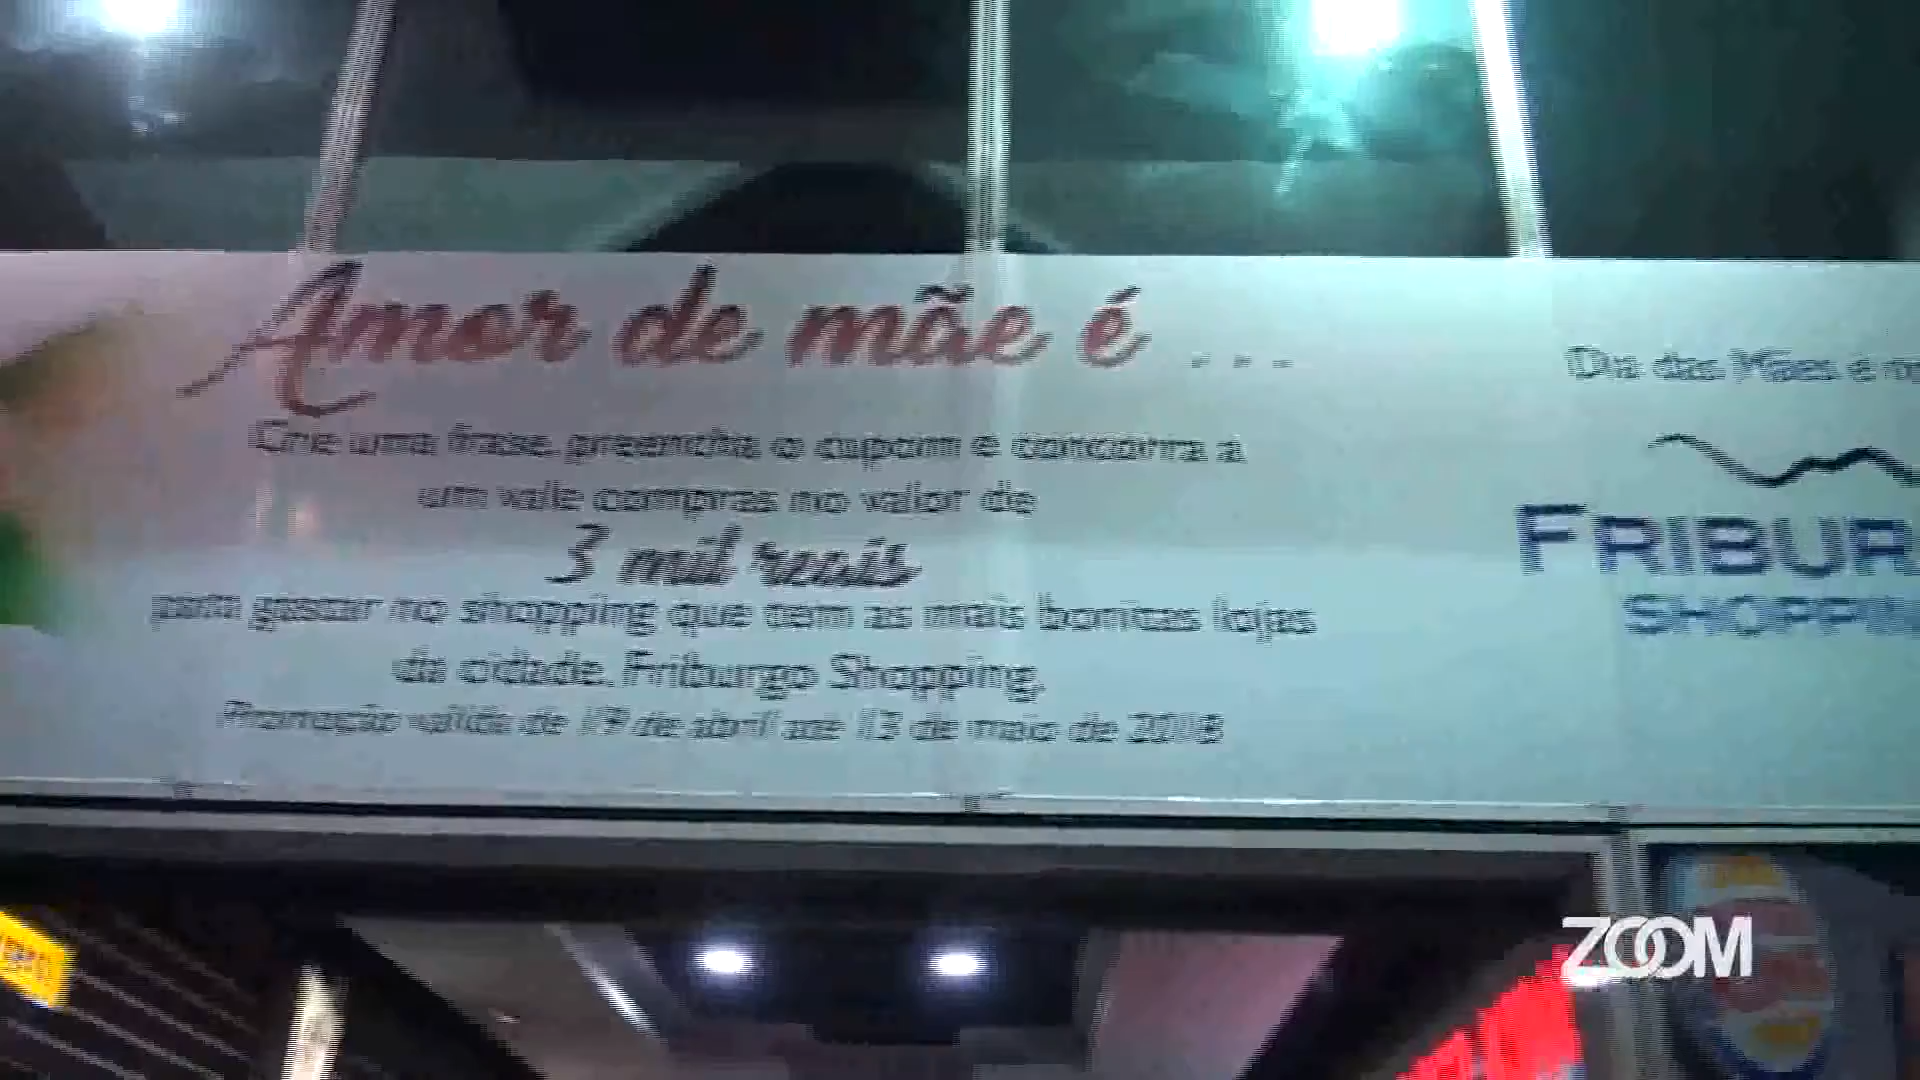 Amor de mãe é ...
Crie uma frase, preencha o cupom e concorra a
um vale compras no valor de
3 mil reais
para gastar no shopping que tem as mais bonitas lojas
da cidade. Friburgo Shopping.
Promoção válida de 19 de abril até 13 de maio de 2018
Dia das Mães é no
FRIBUR
SHOPPIN
ZOOM